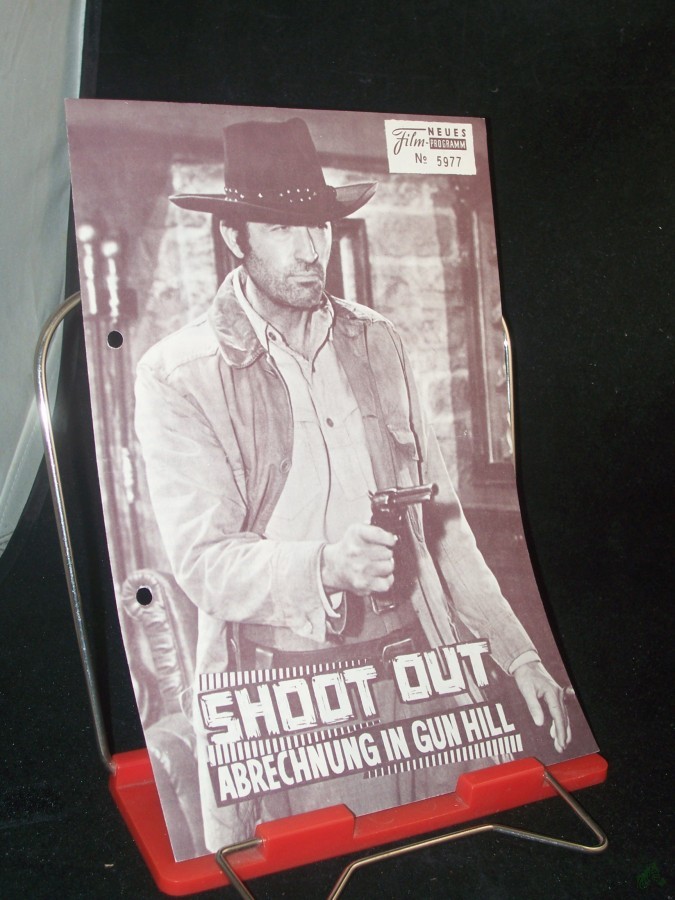 Film- NEUES
PROGRAMM
№ 5977
SHOOT OUT
ABRECHNUNG IN GUN HILL